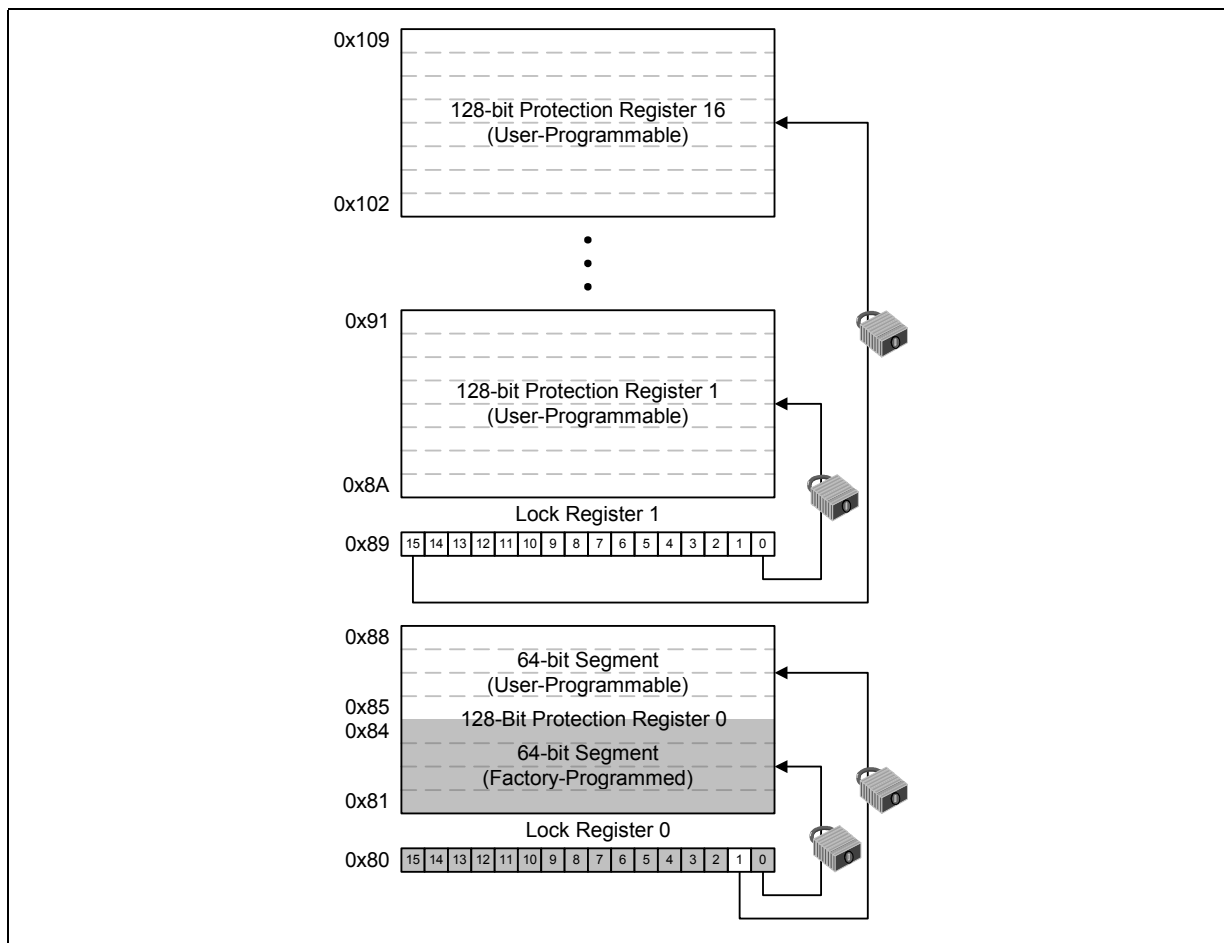 0x109
128-bit Protection Register 16
(User-Programmable)
0x102
0x91
128-bit Protection Register 1
(User-Programmable)
0x8A
Lock Register 1
0x89
15 14 13 12 11 10 9 8 7 6 5 4 3 2 1 0
0x88
64-bit Segment
(User-Programmable)
0x85
128-Bit Protection Register 0
0x84
64-bit Segment
(Factory-Programmed)
0x81
Lock Register 0
0x80
15 14 13 12 11 10 9 8 7 6 5 4 3 2 1 0